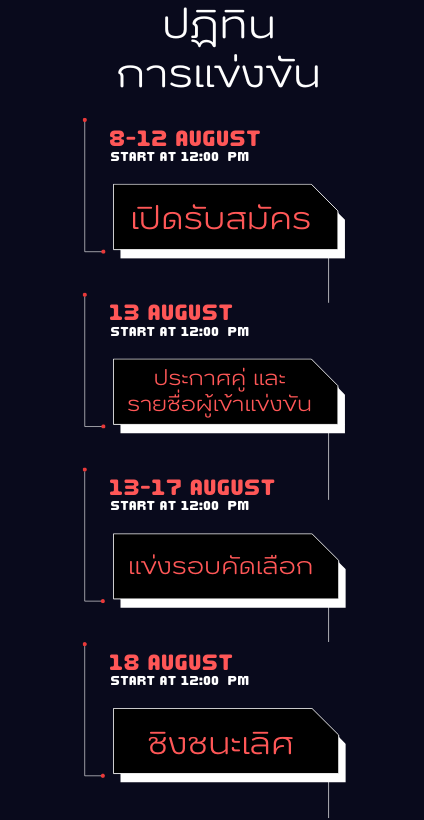 ปฏิทิน
การแข่งขัน
8-12 AUGUST
START AT 12:00 PM
เปิดรับสมัคร
13 AUGUST
START AT 12:00 PM
ประกาศคู่ และ
รายชื่อผู้เข้าแข่งขัน
13-17 AUGUST
START AT 12:00 PM
แข่งรอบคัดเลือก
18 AUGUST
START AT 12:00 PM
ชิงชนะเลิศ